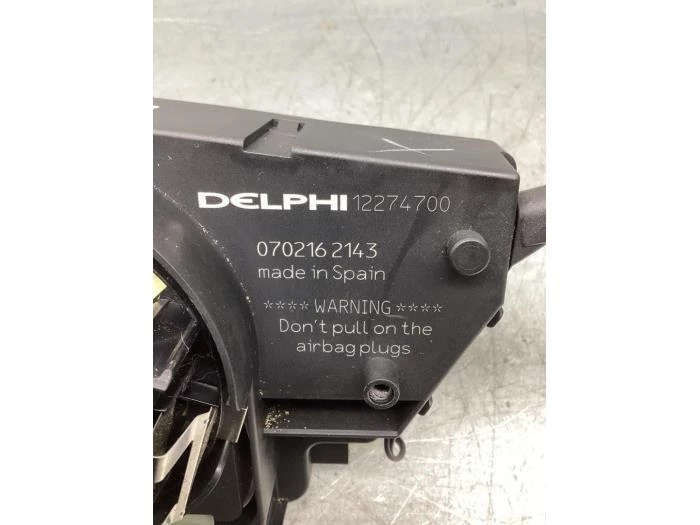 DELPHI 12274700
070216 2143
made in Spain
**** WARNING ****
Don't pull on the
airbag plugs